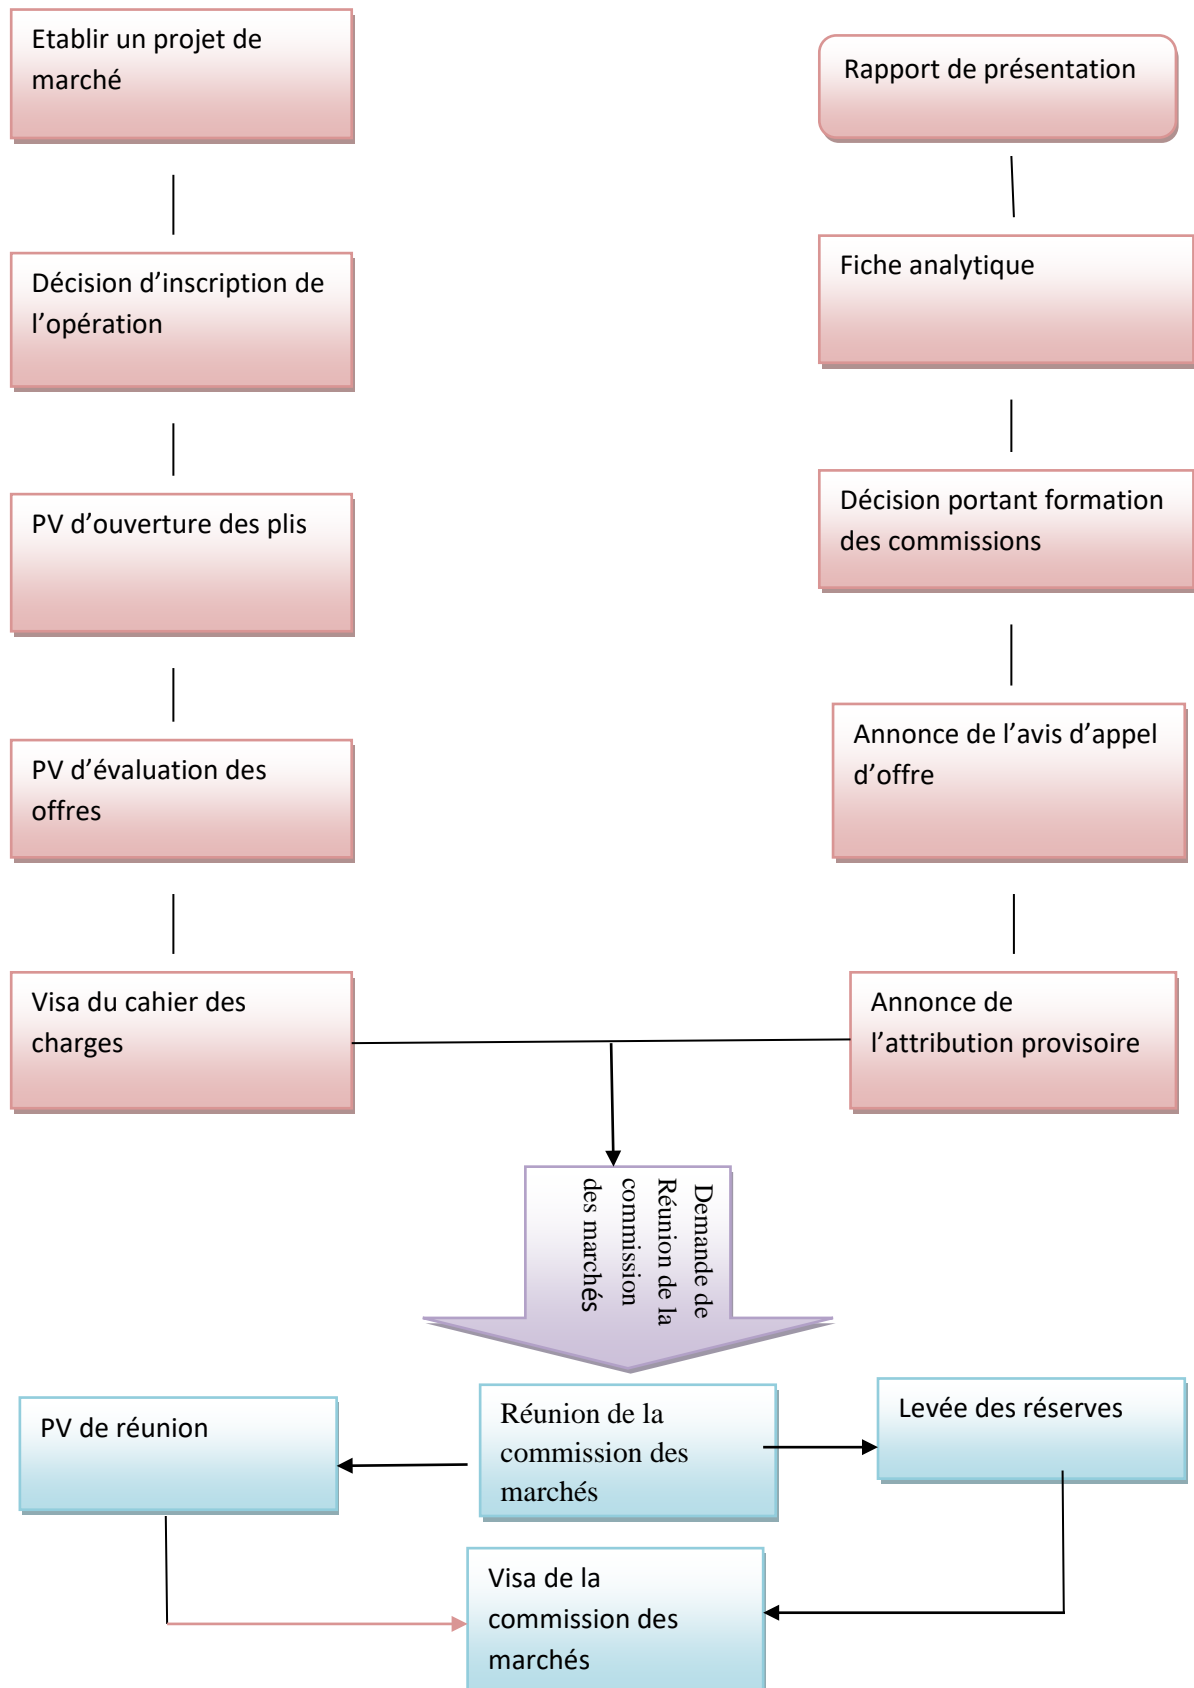 Etablir un projet de
marché
Rapport de présentation
Décision d’inscription de
l’opération
Fiche analytique
PV d’ouverture des plis
Décision portant formation
des commissions
PV d’évaluation des
offres
Annonce de l’avis d’appel
d’offre
Visa du cahier des
charges
Annonce de
l’attribution provisoire
Demande de
Réunion de la
commission
des marchés
PV de réunion
Réunion de la
commission des
marchés
Levée des réserves
Visa de la
commission des
marchés